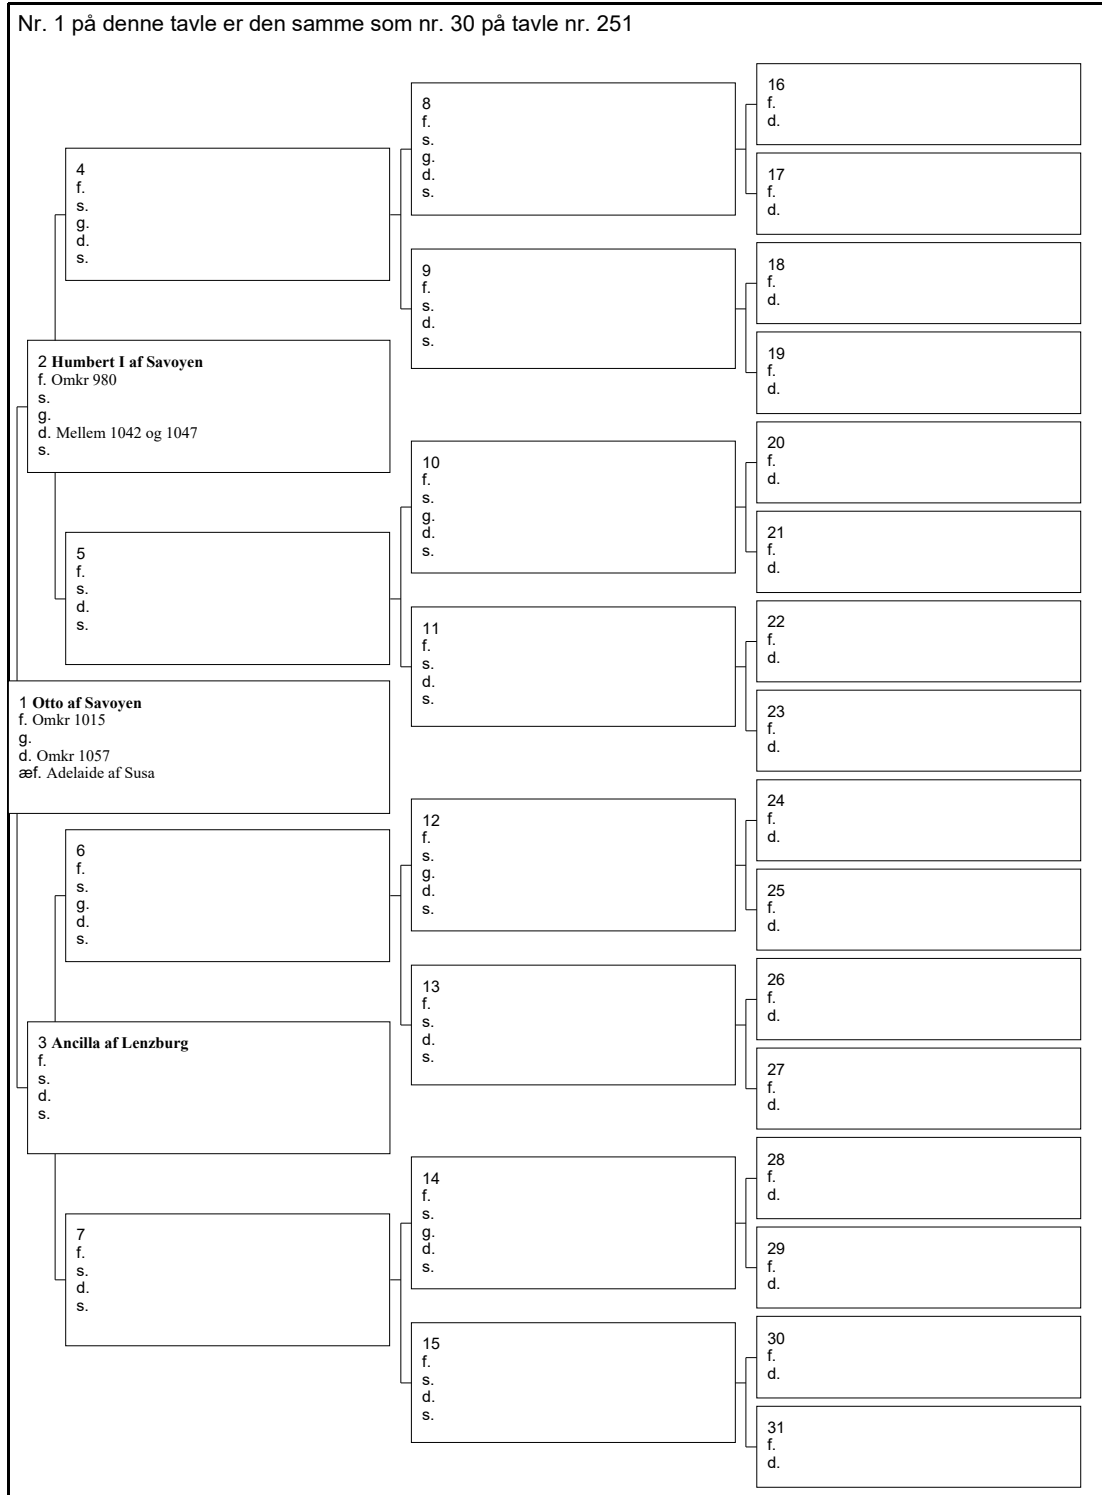 Nr. 1 på denne tavle er den samme som nr. 30 på tavle nr. 251
16
f.
d.
8
f.
s.
g.
d.
s.
17
f.
d.
4
f.
s.
g.
d.
s.
18
f.
d.
9
f.
s.
d.
s.
19
f.
d.
2 Humbert I af Savoyen
f. Omkr 980
s.
g.
d. Mellem 1042 og 1047
s.
20
f.
d.
10
f.
s.
g.
d.
s.
21
f.
d.
5
f.
s.
d.
s.
22
f.
d.
11
f.
s.
d.
s.
23
f.
d.
1 Otto af Savoyen
f. Omkr 1015
g.
d. Omkr 1057
æf. Adelaide af Susa
24
f.
d.
12
f.
s.
g.
d.
s.
25
f.
d.
6
f.
s.
g.
d.
s.
26
f.
d.
13
f.
s.
d.
s.
27
f.
d.
3 Ancilla af Lenzburg
f.
s.
d.
s.
28
f.
d.
14
f.
s.
g.
d.
s.
29
f.
d.
7
f.
s.
d.
s.
30
f.
d.
15
f.
s.
d.
s.
31
f.
d.